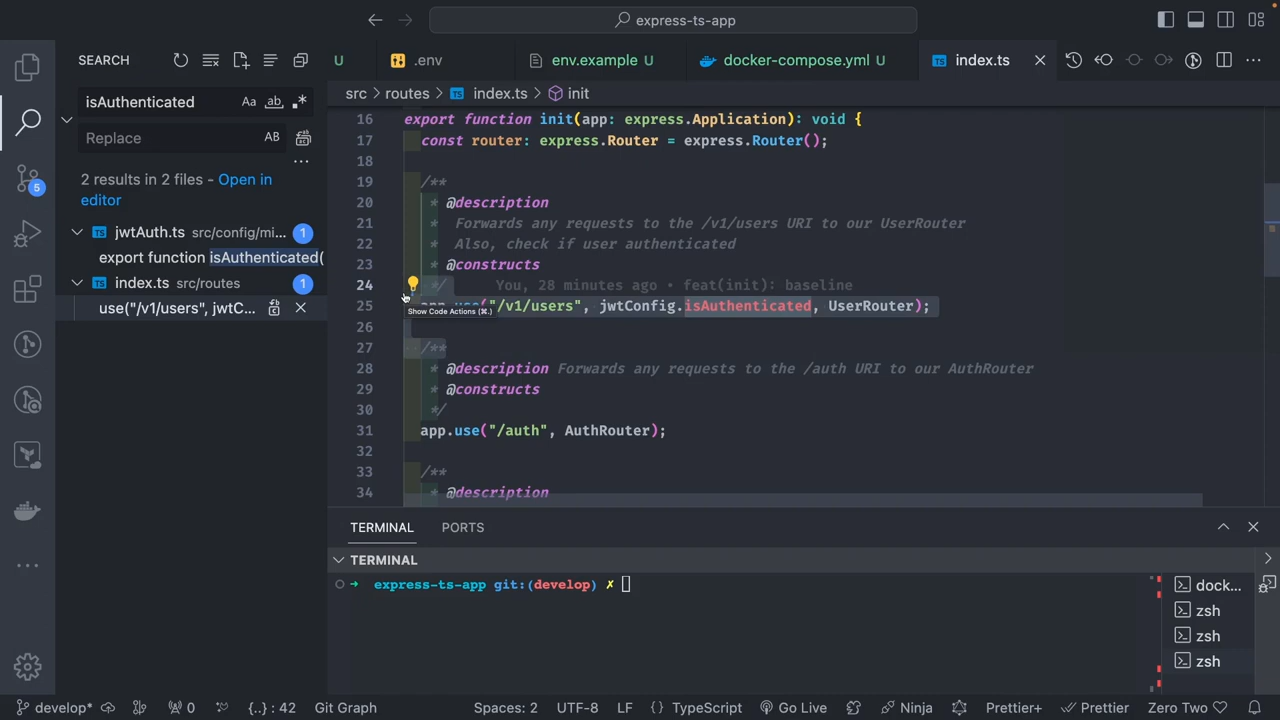 express-ts-app
SEARCH
U
.env
env.example U
docker-compose.yml U
index.ts
isAuthenticated
Aa ab
src routes index.ts init
Replace
AB
2 results in 2 files - Open in
editor
jwtAuth.ts src/config/mi... 1
export function isAuthenticated(
index.ts src/routes 1
use("/v1/users", jwtC...
5
16 export function init(app: express.Application): void {
17 const router: express.Router = express.Router();
18
19 /**
20 * @description
21 * Forwards any requests to the /v1/users URI to our UserRouter
22 * Also, check if user authenticated
23 * @constructs
24 */ You, 28 minutes ago • feat(init): baseline
25 app.use("/v1/users", jwtConfig.isAuthenticated, UserRouter);
Show Code Actions (⌘.)
26
27 /**
28 * @description Forwards any requests to the /auth URI to our AuthRouter
29 * @constructs
30 */
31 app.use("/auth", AuthRouter);
32
33 /**
34 * @description
TERMINAL PORTS
TERMINAL
express-ts-app git:(develop) ✗
dock...
zsh
zsh
zsh
develop* 0 {..} : 42 Git Graph Spaces: 2 UTF-8 LF {} TypeScript Go Live Ninja Prettier+ Prettier Zero Two